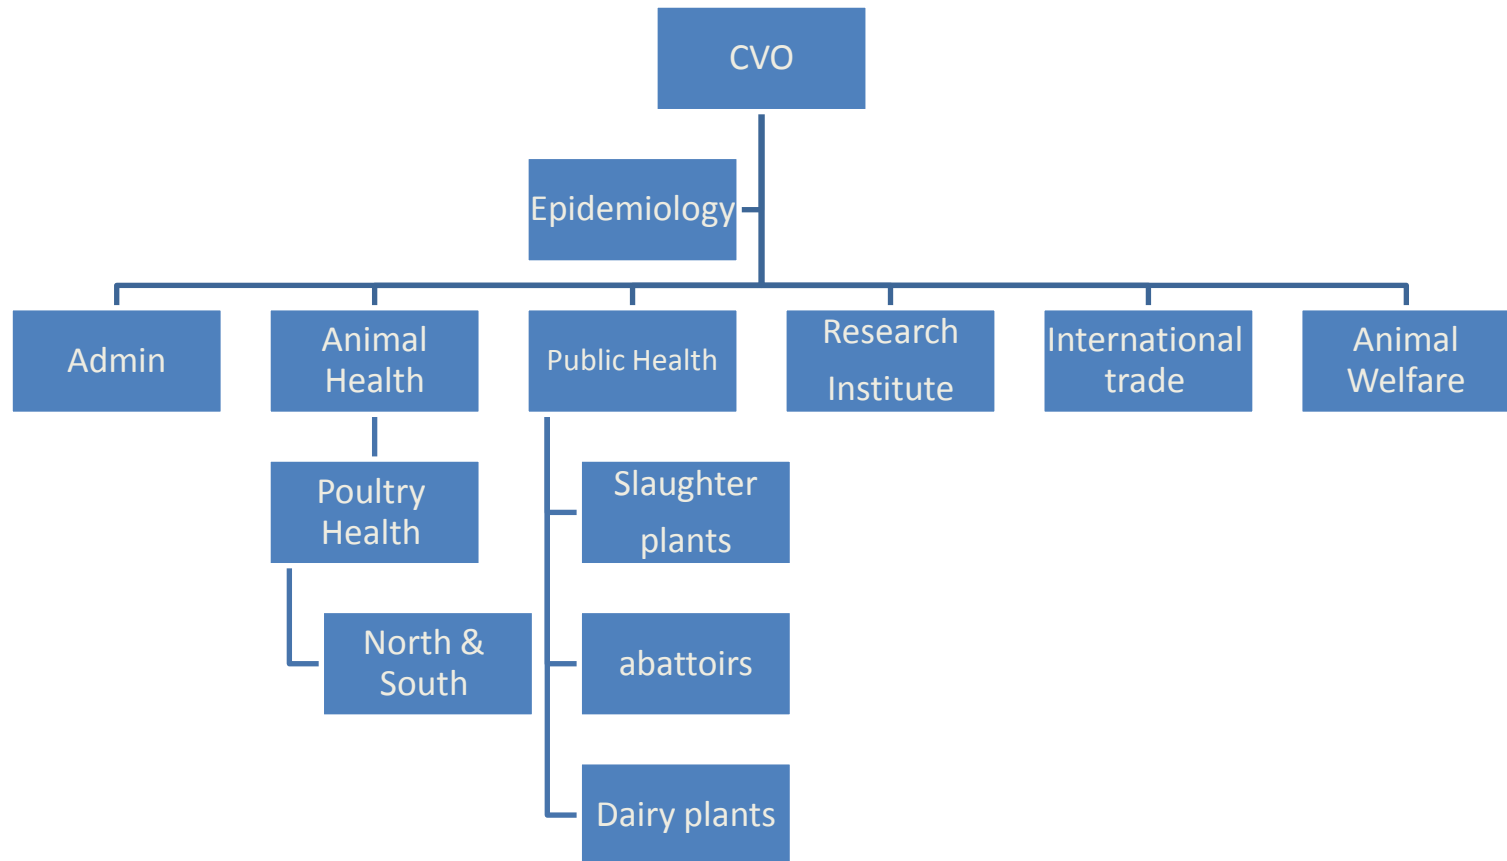 CVO
Epidemiology
Admin
Animal
Health
Public Health
Research
Institute
International
trade
Animal
Welfare
Poultry
Health
Slaughter
plants
North &
South
abattoirs
Dairy plants